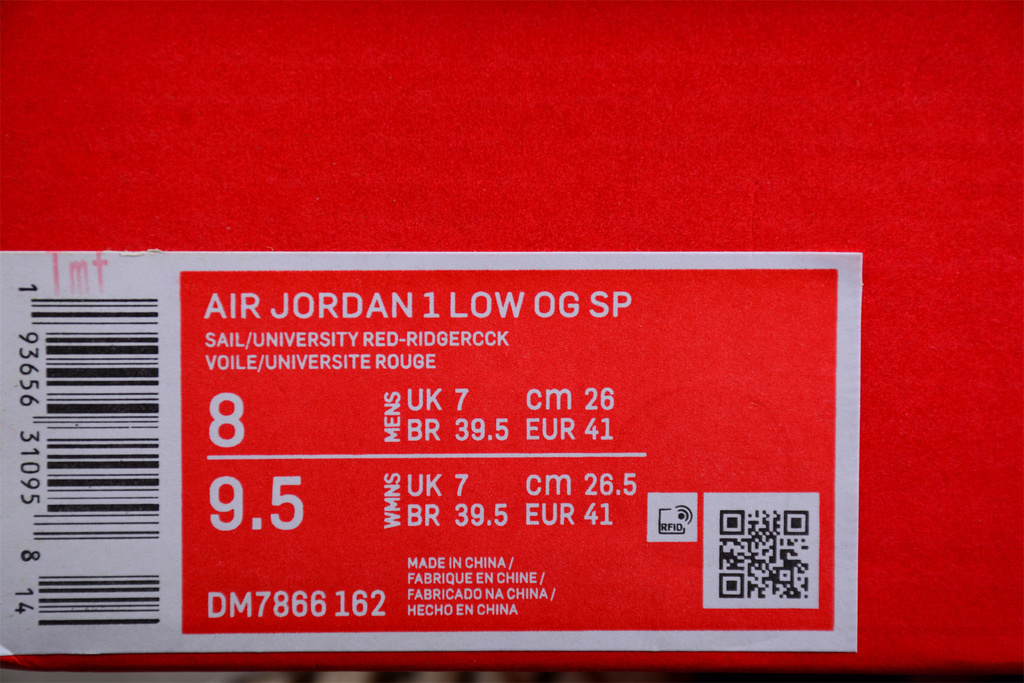 1mf
1 93656 31095 8 14
AIR JORDAN 1 LOW OG SP
SAIL/UNIVERSITY RED-RIDGERCCK
VOILE/UNIVERSITE ROUGE
8
MENS
UK 7 cm 26
BR 39.5 EUR 41
9.5
WMNS
UK 7 cm 26.5
BR 39.5 EUR 41
RFID
MADE IN CHINA /
FABRIQUE EN CHINE /
FABRICADO NA CHINA /
HECHO EN CHINA
DM7866 162